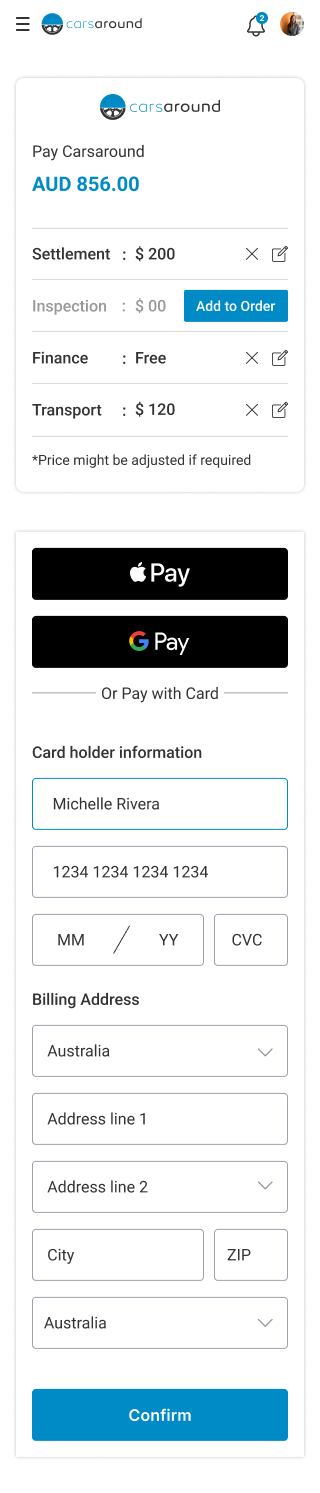 carsaround
2
carsaround
Pay Carsaround
AUD 856.00
Settlement : $ 200
Inspection : $ 00 Add to Order
Finance : Free
Transport : $ 120
*Price might be adjusted if required
Pay
G Pay
Or Pay with Card
Card holder information
Michelle Rivera
1234 1234 1234 1234
MM / YY CVC
Billing Address
Australia
Address line 1
Address line 2
City ZIP
Australia
Confirm